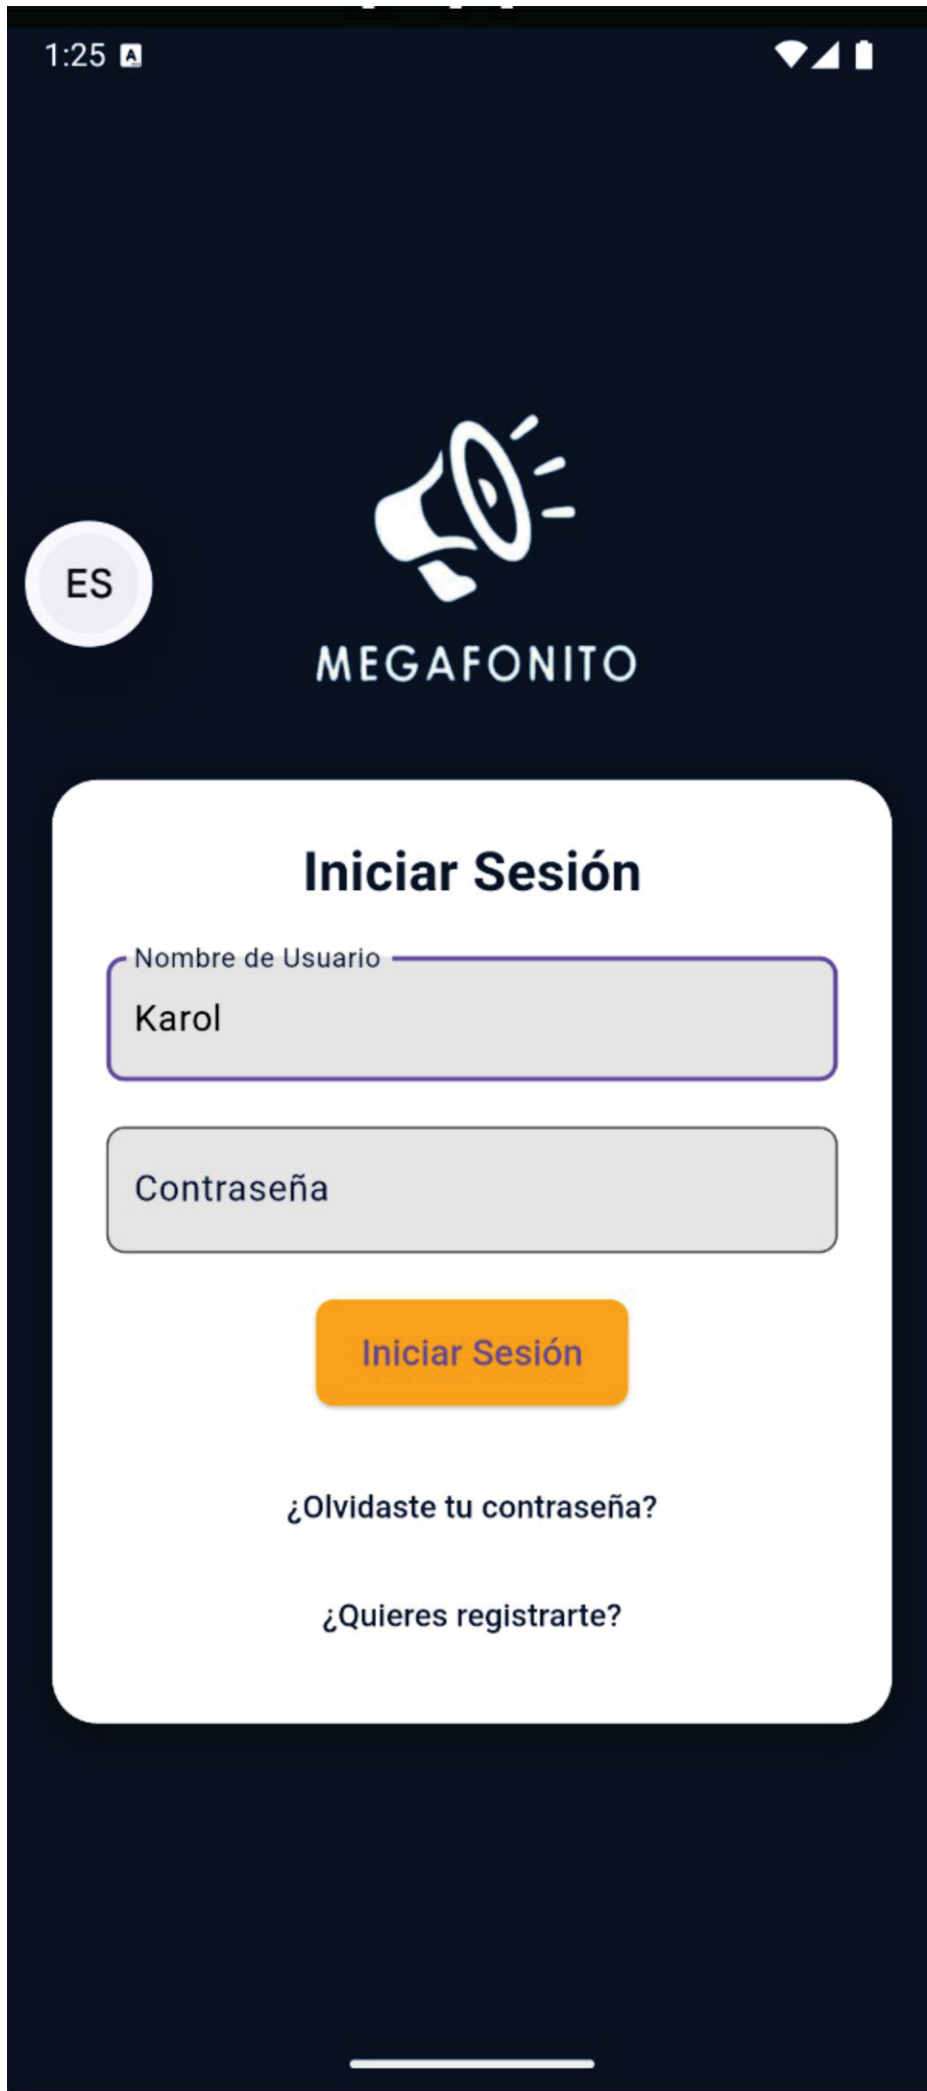 1:25
ES
MEGAFONITO
Iniciar Sesión
Nombre de Usuario
Karol
Contraseña
Iniciar Sesión
¿Olvidaste tu contraseña?
¿Quieres registrarte?